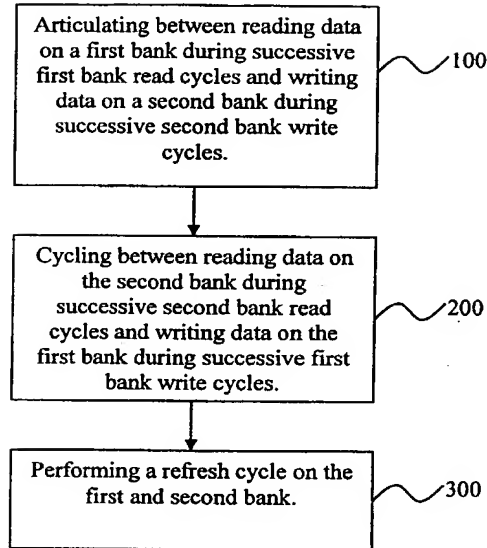 Articulating between reading data
on a first bank during successive
first bank read cycles and writing
data on a second bank during
successive second bank write
cycles.
100
Cycling between reading data on
the second bank during
successive second bank read
cycles and writing data on the
first bank during successive first
bank write cycles.
200
Performing a refresh cycle on the
first and second bank.
300